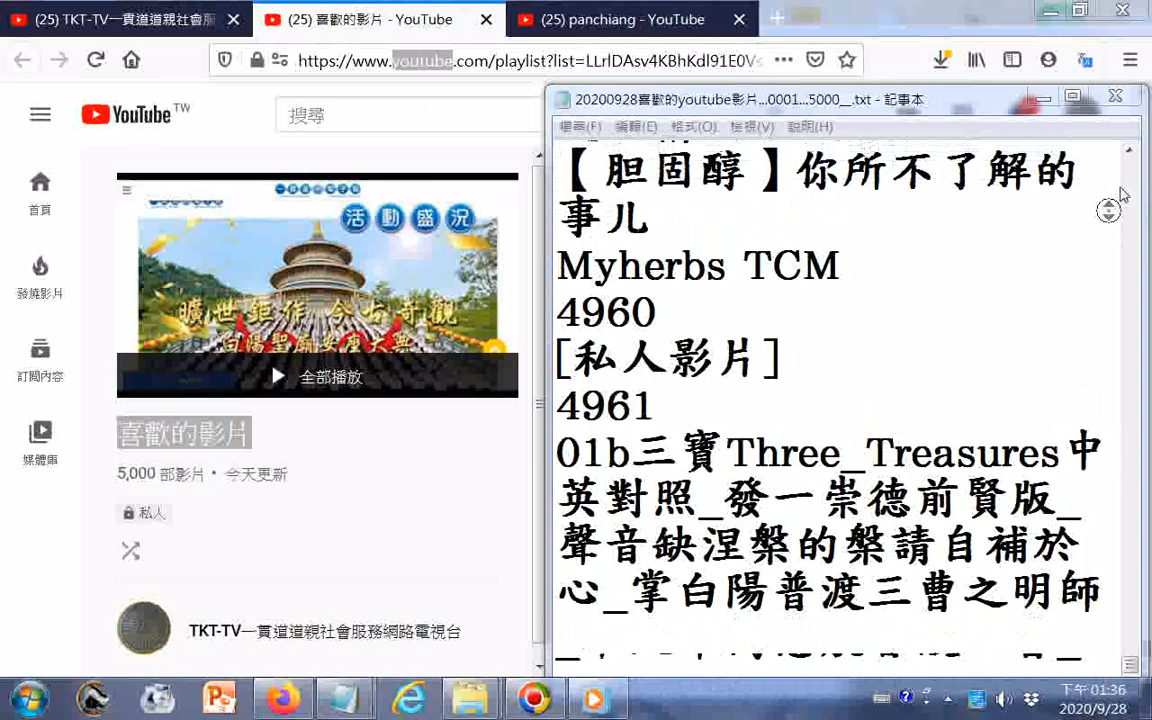 (25) TKT-TV一貫道道親社會服
(25) 喜歡的影片 - YouTube
(25) panchiang - YouTube
https://www.youtube.com/playlist?list=LLrlDAsv4KBhKdl91E0Vs
YouTube TW
搜尋
首頁
發燒影片
訂閱內容
媒體庫
活動盛況
曠世鉅作 今古奇觀
白陽聖廟安座大典
全部播放
喜歡的影片
5,000 部影片・今天更新
私人
TKT-TV一貫道道親社會服務網路電視台
20200928喜歡的youtube影片...0001...5000__.txt - 記事本
檔案(F) 編輯(E) 格式(O) 檢視(V) 說明(H)
【胆固醇】你所不了解的
事儿
Myherbs TCM
4960
[私人影片]
4961
01b三寶Three_Treasures中
英對照_發一崇德前賢版_
聲音缺涅槃的槃請自補於
心_掌白陽普渡三曹之明師
下午 01:36
2020/9/28